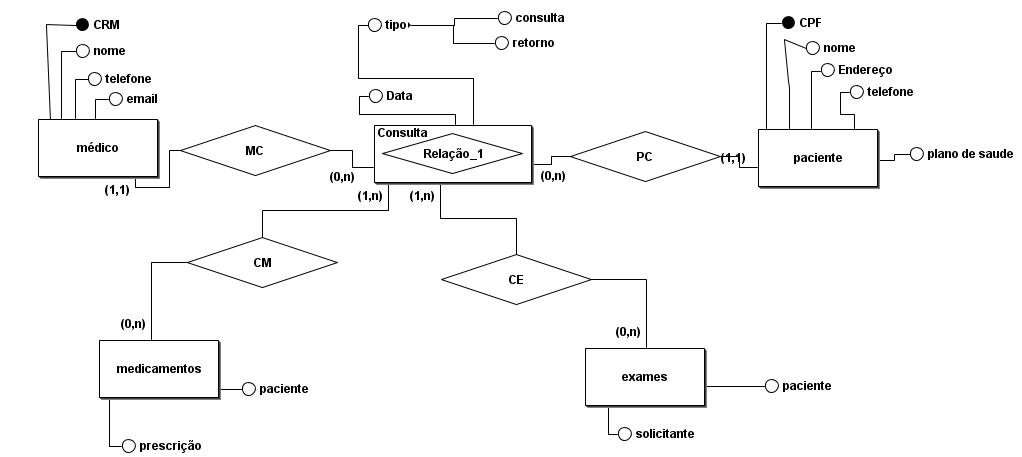 CRM
nome
telefone
email
médico
(1,1)
MC
(0,n)
tipo
consulta
retorno
Data
Consulta
Relação_1
(1,n)
(1,n)
(0,n)
PC
(1,1)
CPF
nome
Endereço
telefone
paciente
plano de saude
CM
(0,n)
medicamentos
paciente
prescrição
CE
(0,n)
exames
paciente
solicitante